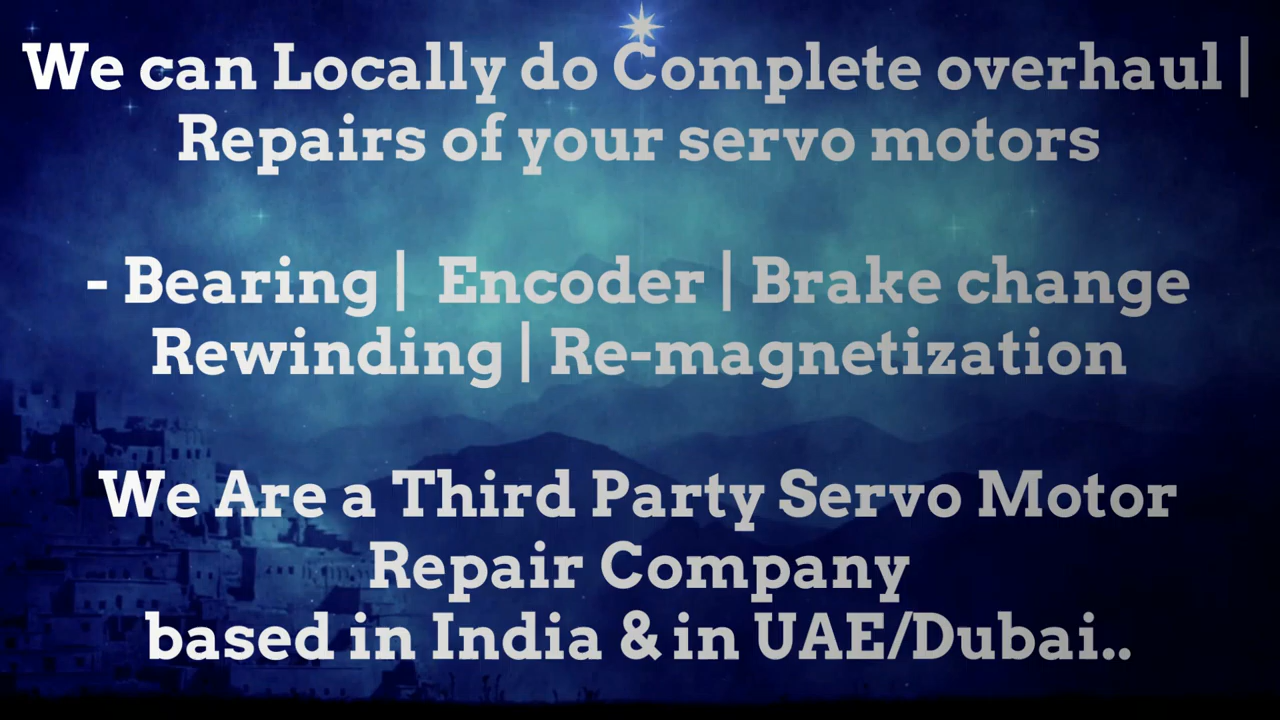 We can Locally do Complete overhaul |
Repairs of your servo motors
- Bearing | Encoder | Brake change
Rewinding | Re-magnetization
We Are a Third Party Servo Motor
Repair Company
based in India & in UAE/Dubai..